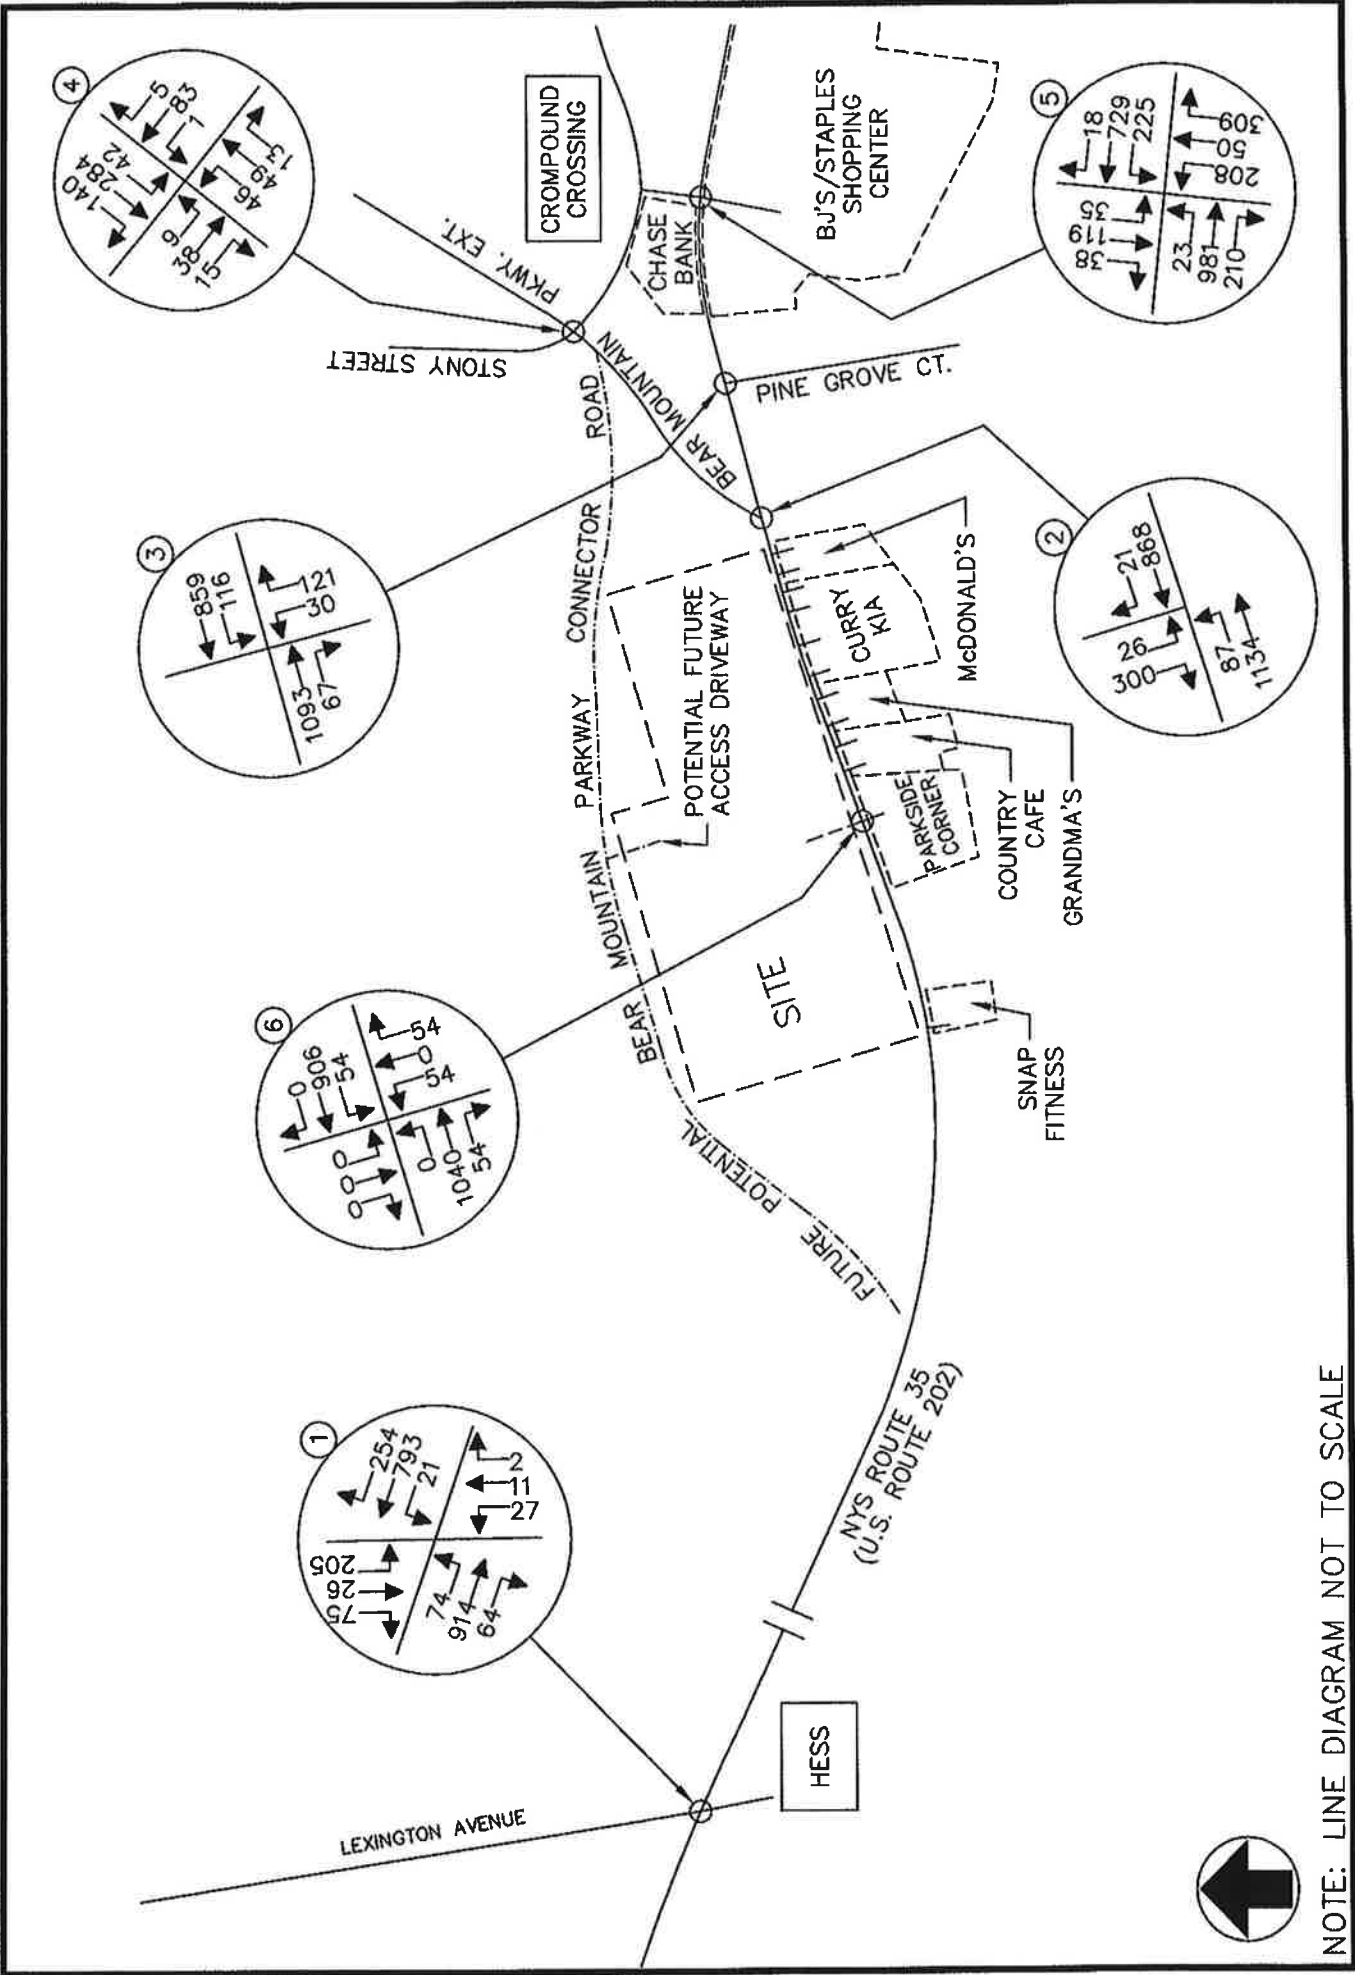 4
5
83
1
42
284
140
9
38
15
46
49
13
CROMPOUND
CROSSING
PKWY. EXT.
STONY STREET
CHASE
BANK
BJ'S/STAPLES
SHOPPING
CENTER
5
18
729
225
35
119
38
23
981
210
208
50
309
3
859
116
121
30
1093
67
ROAD
CONNECTOR
PARKWAY
MOUNTAIN
BEAR
POTENTIAL
FUTURE
BEAR MOUNTAIN
PINE GROVE CT.
POTENTIAL FUTURE
ACCESS DRIVEWAY
CURRY
KIA
McDONALD'S
2
21
868
26
300
87
1134
PARKSIDE
CORNER
COUNTRY
CAFE
GRANDMA'S
6
0
906
54
0
0
0
0
1040
54
54
0
54
SITE
SNAP
FITNESS
1
254
793
21
205
26
75
74
914
64
27
11
2
NYS ROUTE 35
(U.S. ROUTE 202)
LEXINGTON AVENUE
HESS
NOTE: LINE DIAGRAM NOT TO SCALE